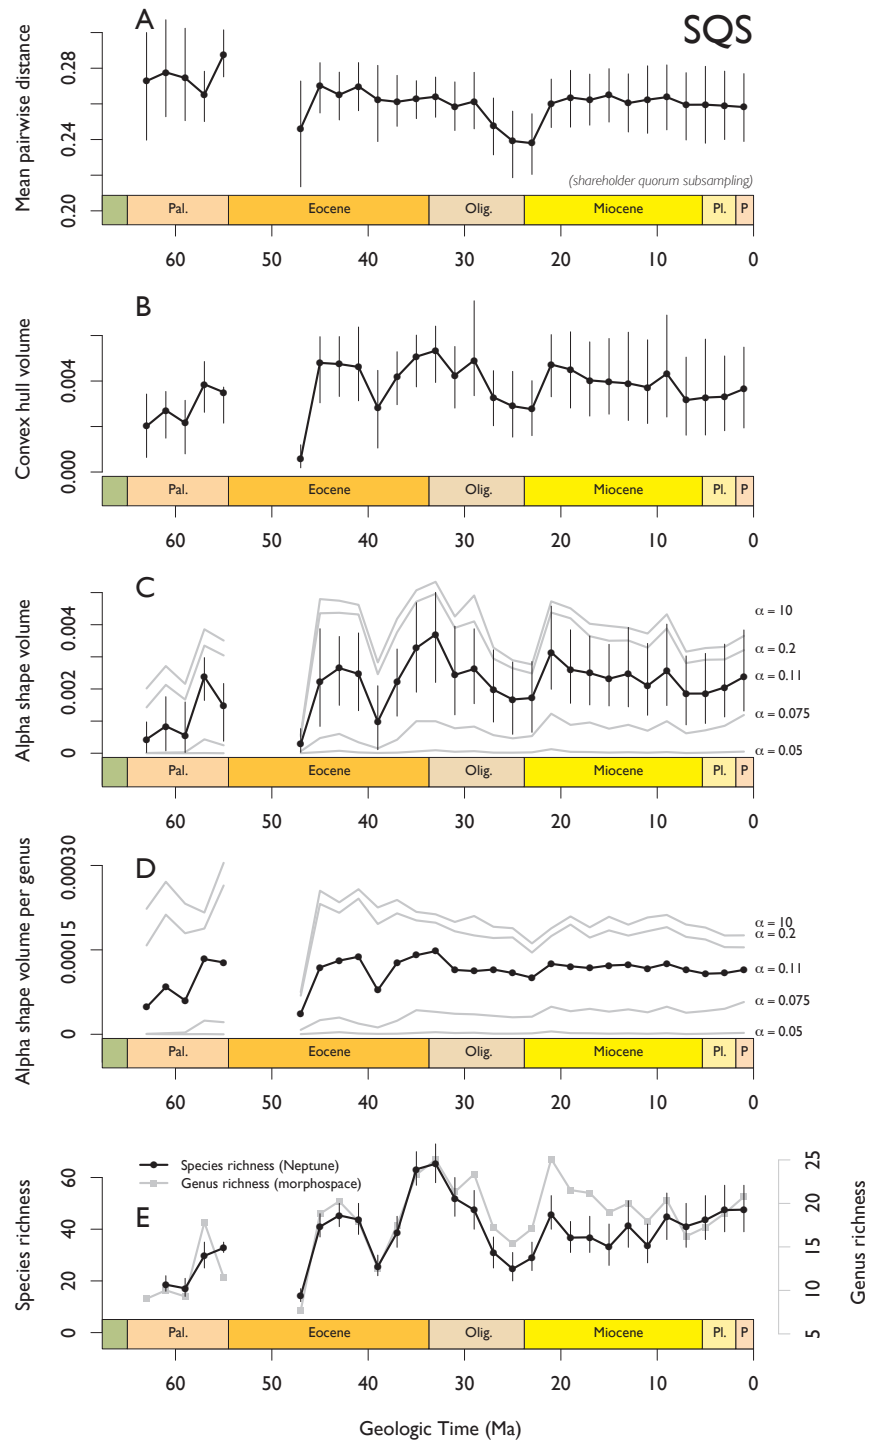 A
SQS
Mean pairwise distance
0.20
0.24
0.28
(shareholder quorum subsampling)
Pal.
Eocene
Olig.
Miocene
Pl.
P
60
50
40
30
20
10
0
B
Convex hull volume
0.000
0.004
Pal.
Eocene
Olig.
Miocene
Pl.
P
60
50
40
30
20
10
0
C
Alpha shape volume
0
0.002
0.004
α = 10
α = 0.2
α = 0.11
α = 0.075
α = 0.05
Pal.
Eocene
Olig.
Miocene
Pl.
P
60
50
40
30
20
10
0
D
Alpha shape volume per genus
0
0.00015
0.00030
α = 10
α = 0.2
α = 0.11
α = 0.075
α = 0.05
Pal.
Eocene
Olig.
Miocene
Pl.
P
60
50
40
30
20
10
0
Species richness (Neptune)
Genus richness (morphospace)
E
Species richness
0
20
40
60
Genus richness
5
10
15
20
25
Pal.
Eocene
Olig.
Miocene
Pl.
P
60
50
40
30
20
10
0
Geologic Time (Ma)